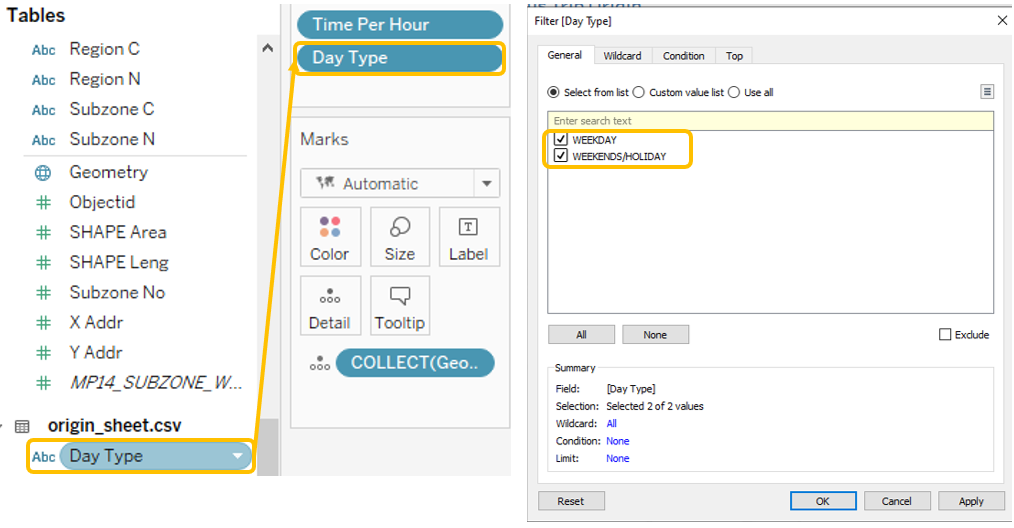 Tables
Abc Region C
Abc Region N
Abc Subzone C
Abc Subzone N
Geometry
# Objectid
# SHAPE Area
# SHAPE Leng
# Subzone No
# X Addr
# Y Addr
# MP14_SUBZONE_W...
origin_sheet.csv
Abc Day Type
Time Per Hour
Day Type
Marks
Automatic
Color
Size
T
Label
Detail
Tooltip
COLLECT(Geo..
Filter [Day Type]
General Wildcard Condition Top
Select from list Custom value list Use all
Enter search text
WEEKDAY
WEEKENDS/HOLIDAY
All None Exclude
Summary
Field: [Day Type]
Selection: Selected 2 of 2 values
Wildcard: All
Condition: None
Limit: None
Reset OK Cancel Apply